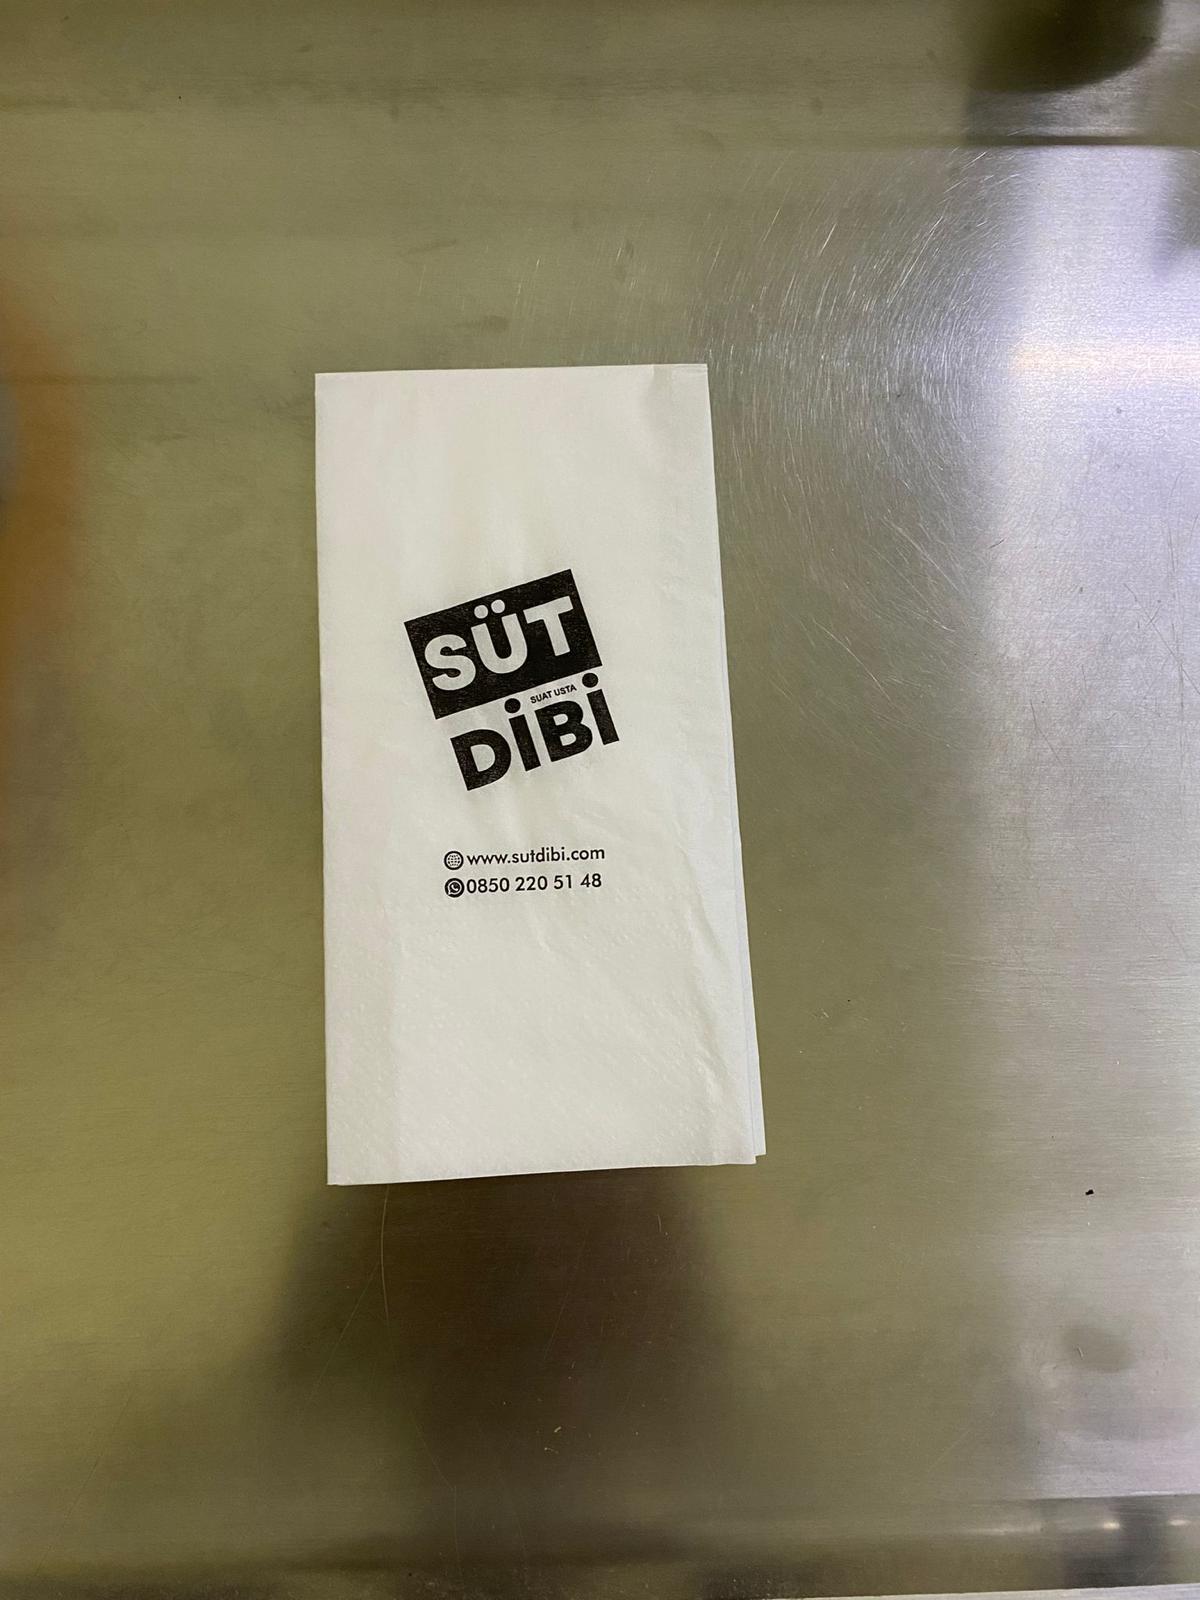 SÜT
SUAT USTA
DİBİ
www.sutdibi.com
0850 220 51 48